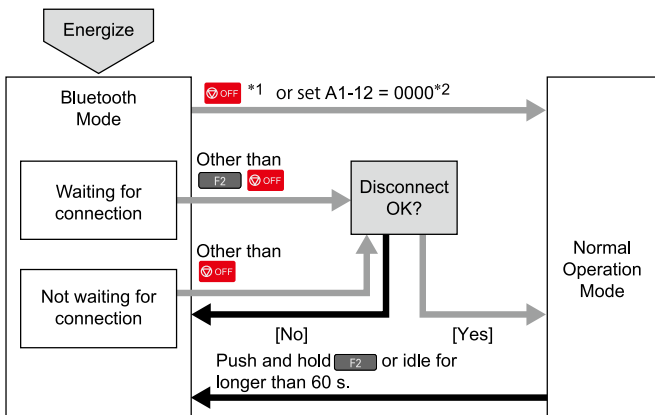 Energize
Bluetooth
Mode
OFF *1 or set A1-12 = 0000*2
Other than
F2 OFF
Waiting for
connection
Disconnect
OK?
Other than
OFF
Not waiting for
connection
Normal
Operation
Mode
[No]
[Yes]
Push and hold F2 or idle for
longer than 60 s.